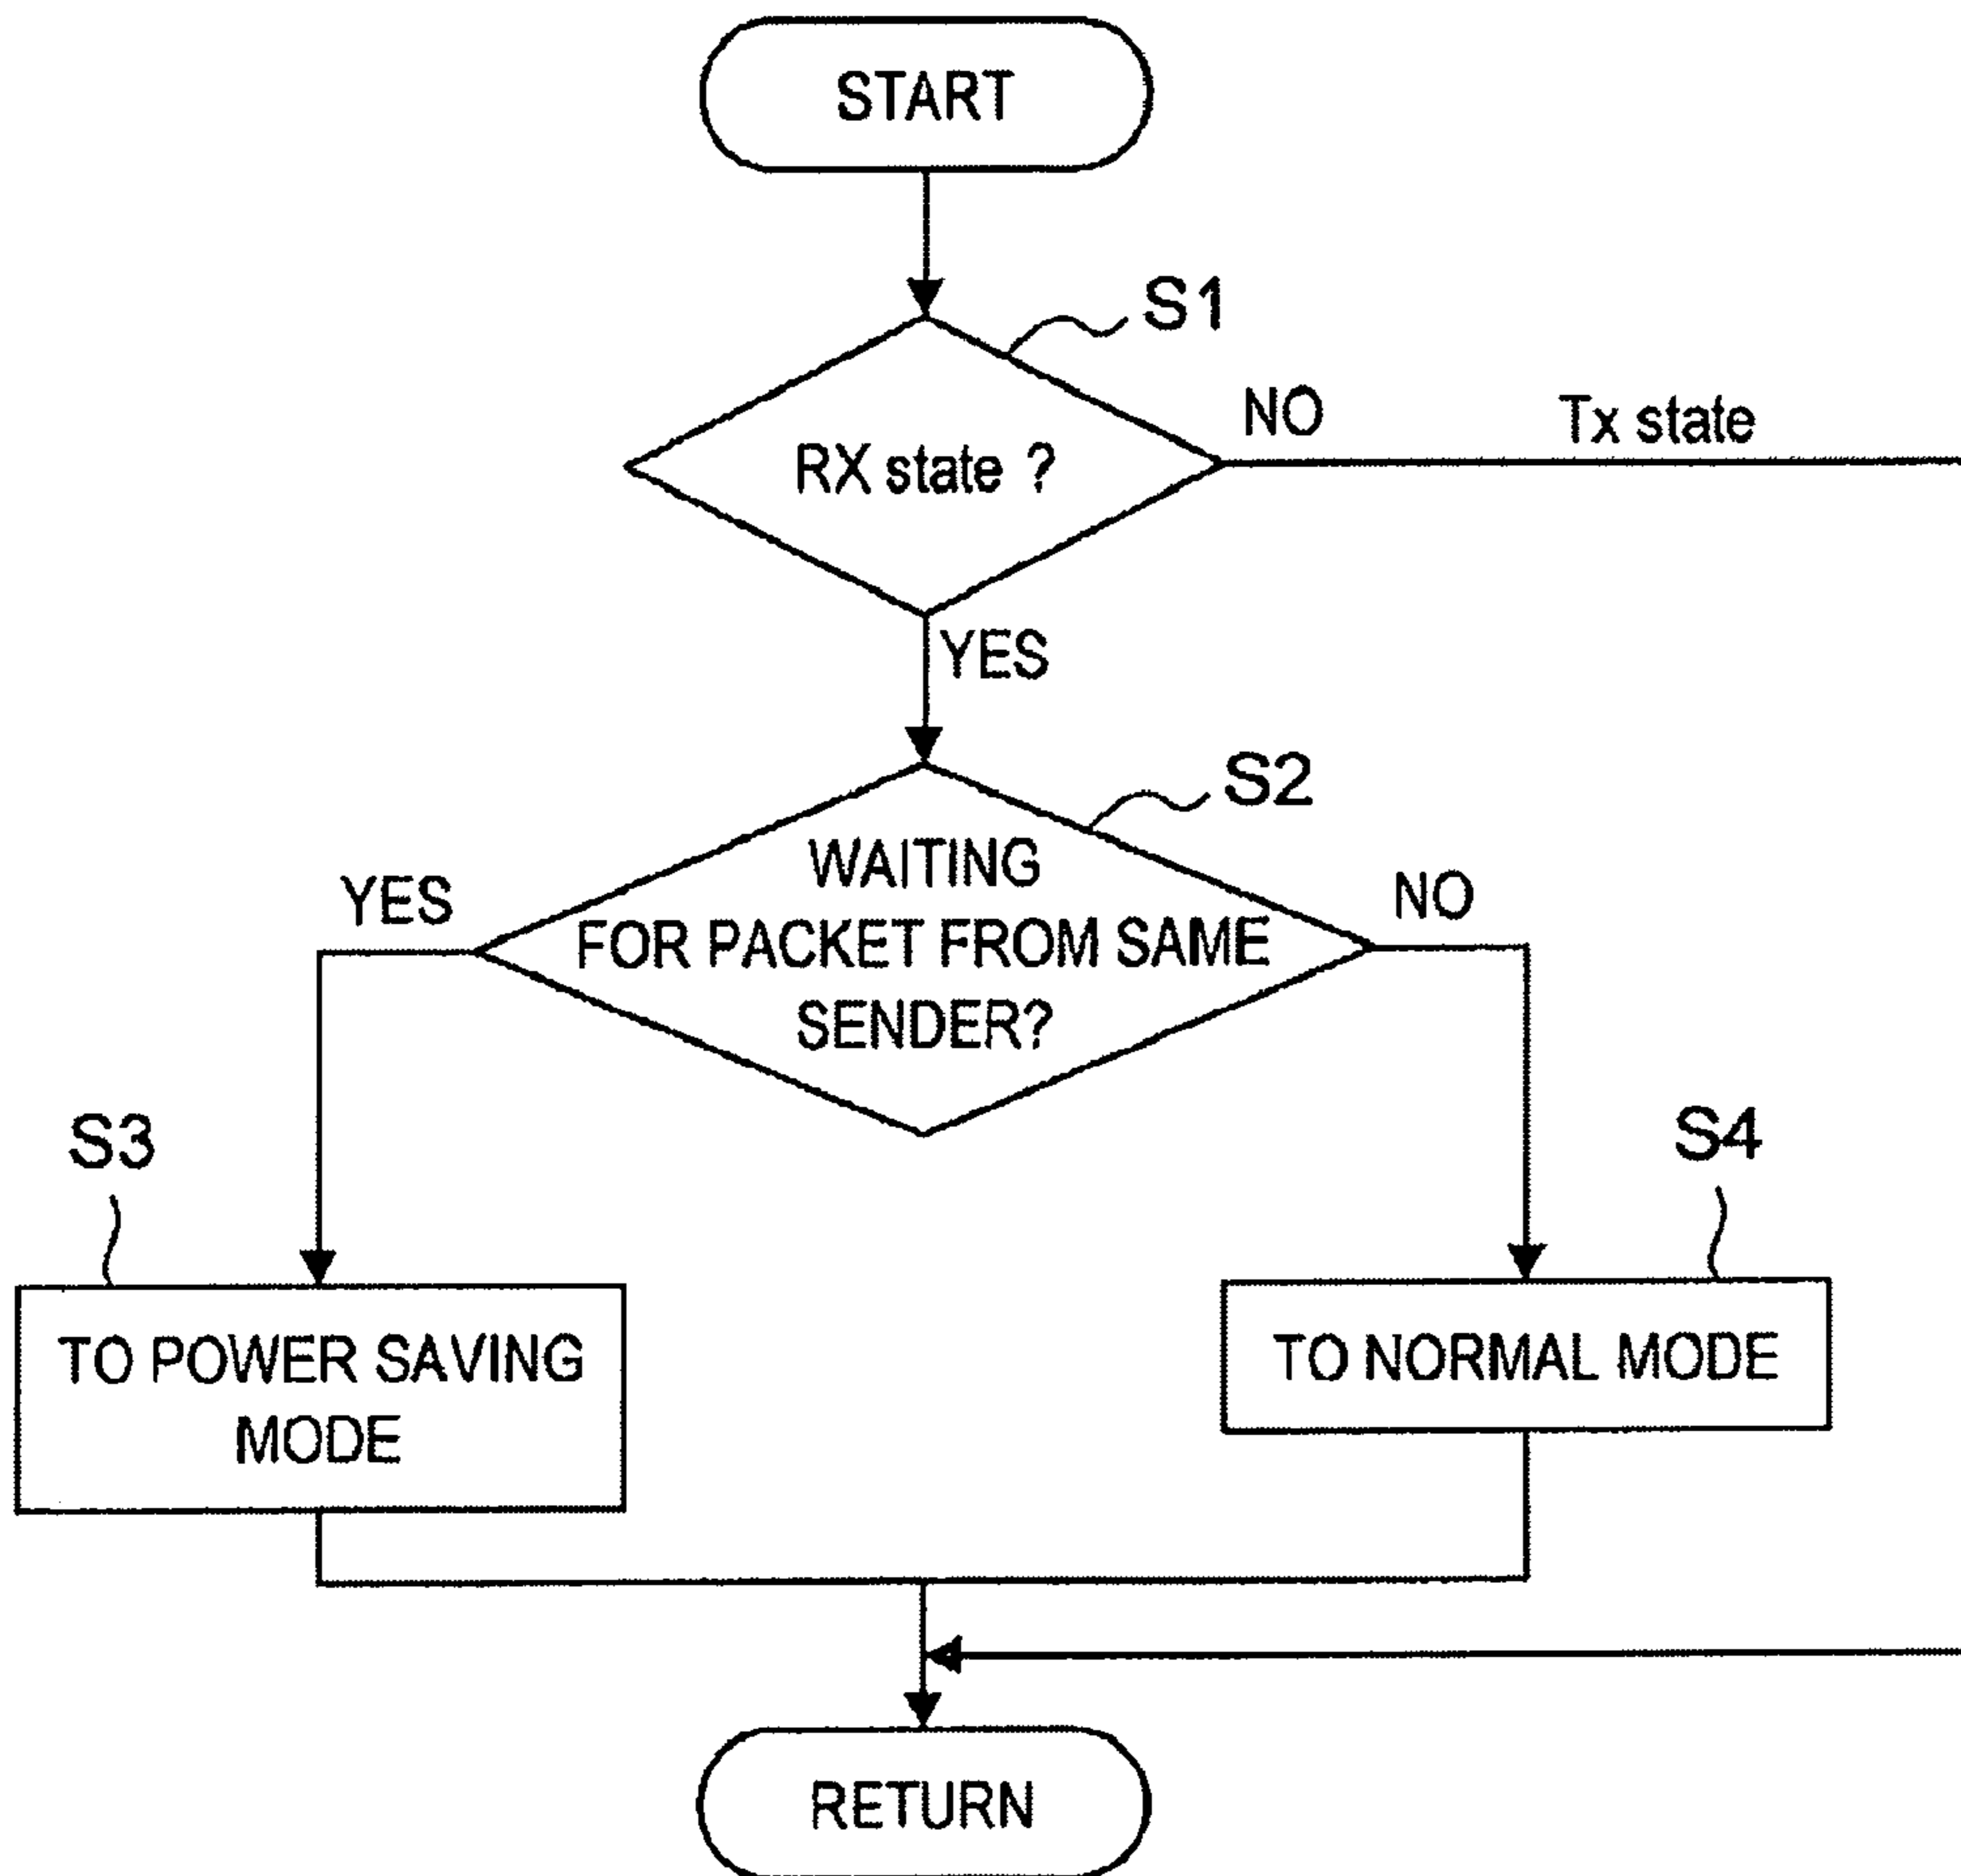 START
S1
RX state ?
NO
Tx state
YES
S2
WAITING
FOR PACKET FROM SAME
SENDER?
YES
NO
S3
S4
TO POWER SAVING
MODE
TO NORMAL MODE
RETURN